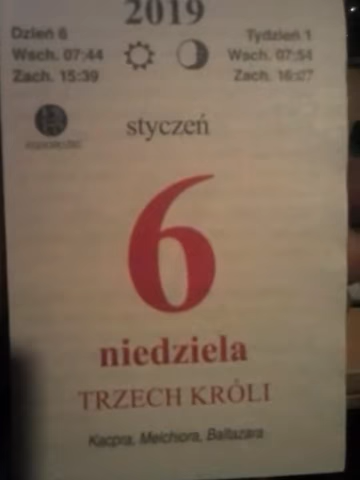 2019
Dzień 6
Wsch. 07:44
Zach. 15:39
Tydzień 1
Wsch. 07:54
Zach. 16:07
styczeń
6
niedziela
TRZECH KRÓLI
Kacpra, Melchiora, Baltazara